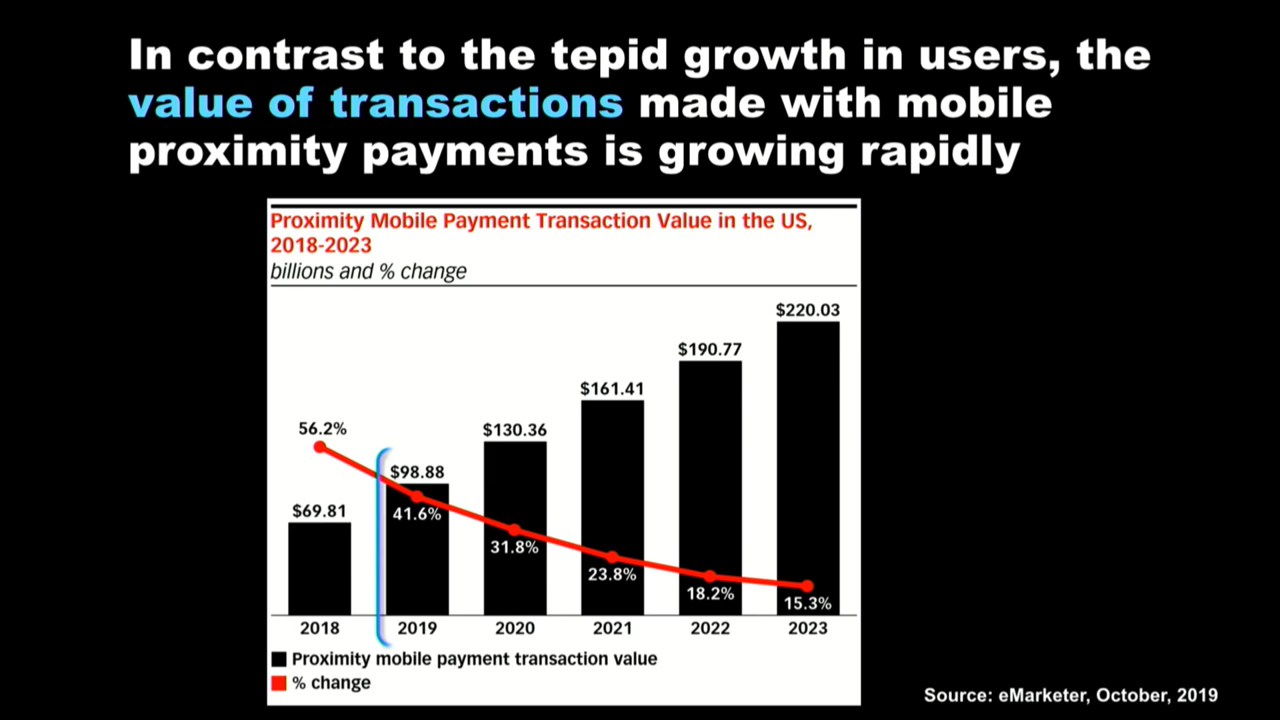 In contrast to the tepid growth in users, the
value of transactions made with mobile
proximity payments is growing rapidly
Proximity Mobile Payment Transaction Value in the US,
2018-2023
billions and % change
$220.03
$190.77
$161.41
$130.36
56.2%
$98.88
$69.81
41.6%
31.8%
23.8%
18.2%
15.3%
2018 2019 2020 2021 2022 2023
Proximity mobile payment transaction value
% change
Source: eMarketer, October, 2019